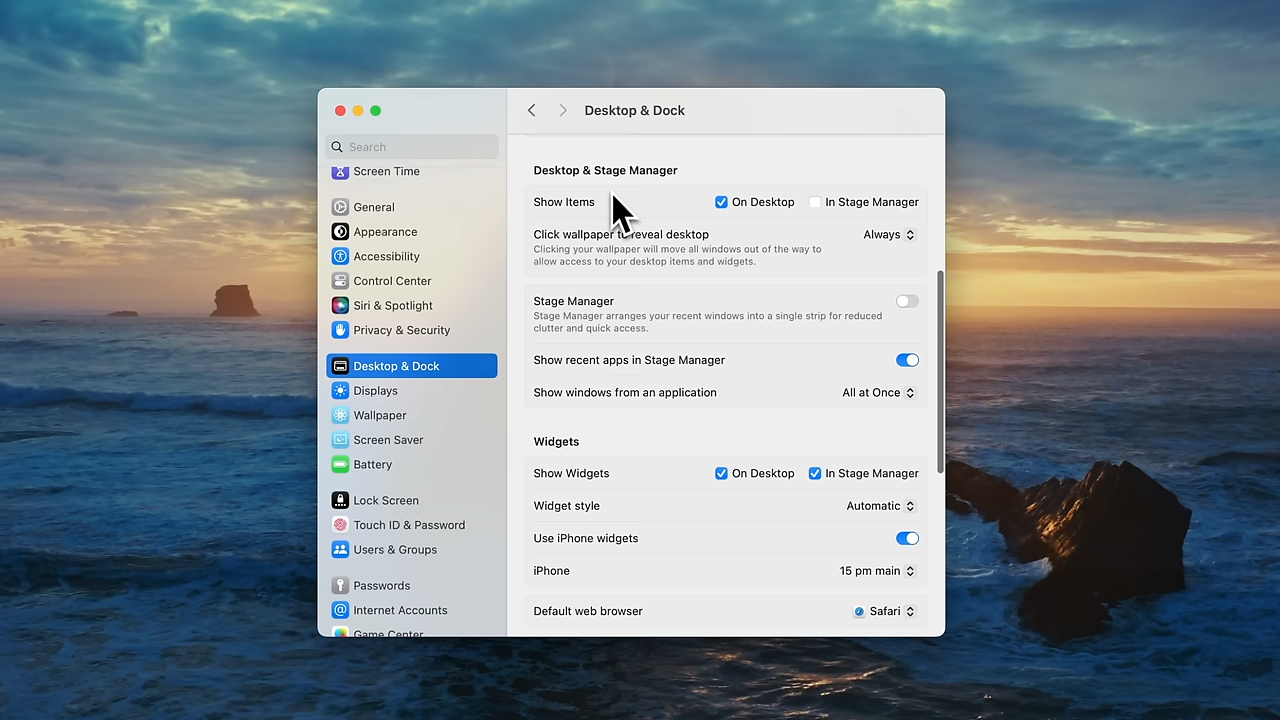 Desktop & Dock
Search
Screen Time
General
Appearance
Accessibility
Control Center
Siri & Spotlight
Privacy & Security
Desktop & Dock
Displays
Wallpaper
Screen Saver
Battery
Lock Screen
Touch ID & Password
Users & Groups
Passwords
Internet Accounts
Game Center
Desktop & Stage Manager
Show Items On Desktop In Stage Manager
Click wallpaper to reveal desktop Always
Clicking your wallpaper will move all windows out of the way to
allow access to your desktop items and widgets.
Stage Manager
Stage Manager arranges your recent windows into a single strip for reduced
clutter and quick access.
Show recent apps in Stage Manager
Show windows from an application All at Once
Widgets
Show Widgets On Desktop In Stage Manager
Widget style Automatic
Use iPhone widgets
iPhone 15 pm main
Default web browser Safari